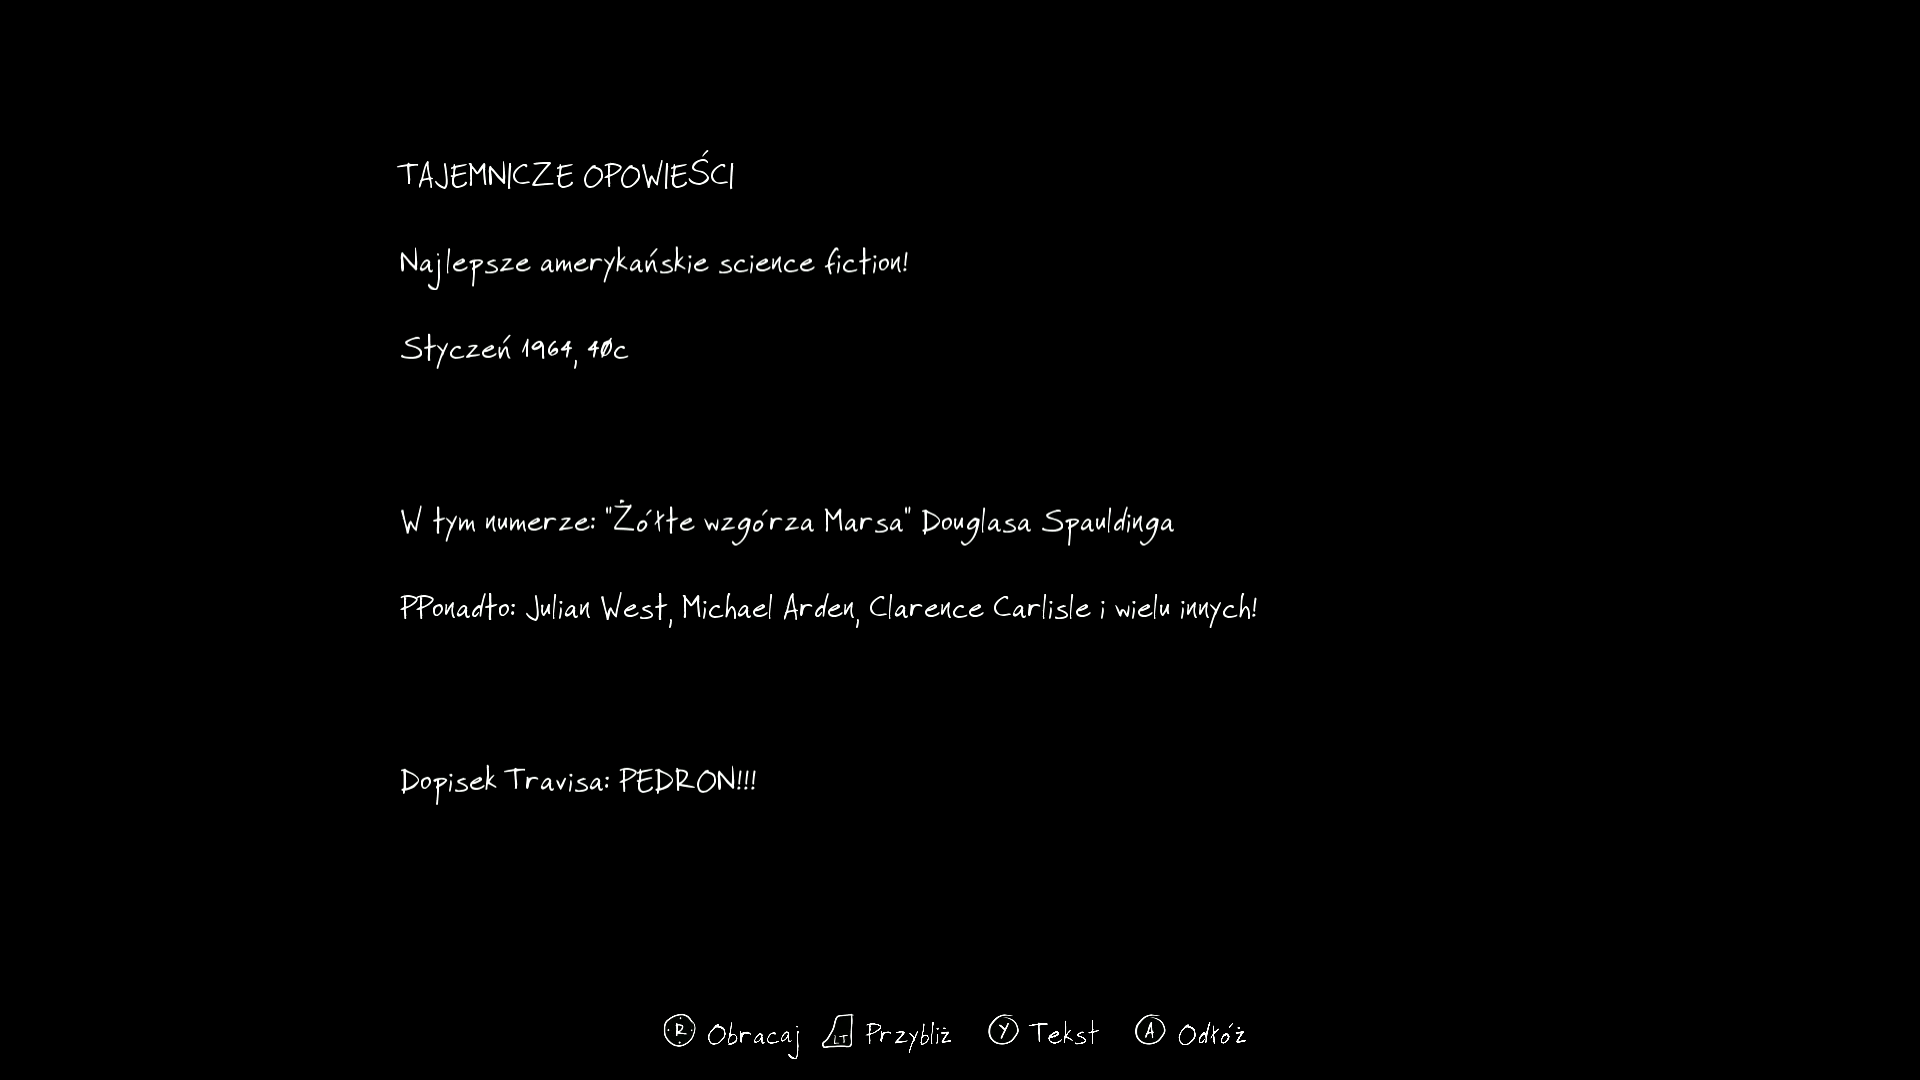 TAJEMNICZE OPOWIEŚCI
Najlepsze amerykańskie science fiction!
Styczeń 1964, 40c
W tym numerze: "Żółte wzgórza Marsa" Douglasa Spauldinga
PPonadto: Julian West, Michael Arden, Clarence Carlisle i wielu innych!
Dopisek Travisa: PEDRON!!!
R Obracaj LT Przybliż Y Tekst A Odłóż